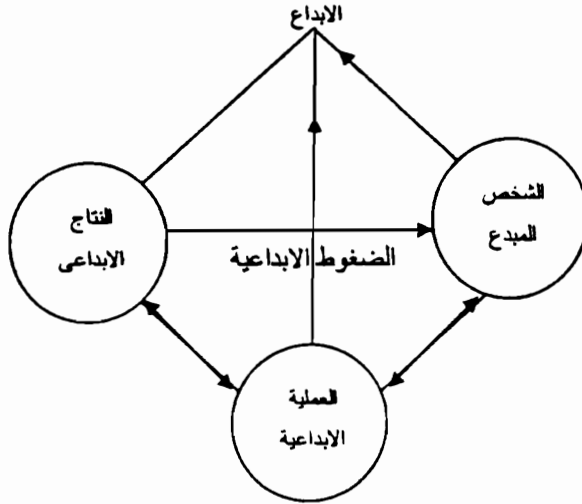 الابداع
الشخص
المبدع
النتاج
الابداعى
الضغوط الابداعية
العملية
الابداعية